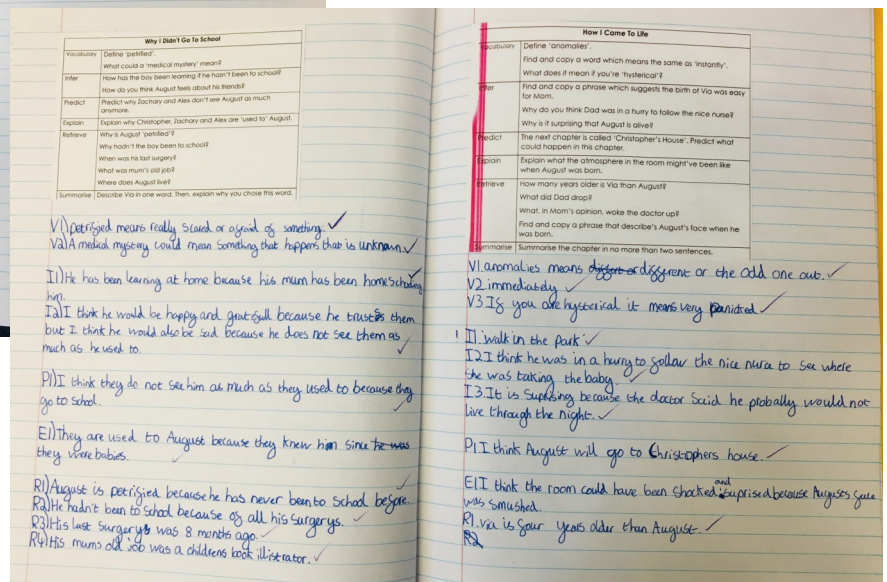 Why I Didn't Go To School
Vocabulary Define 'petrified'.
What could a 'medical mystery' mean?
Infer How has the boy been learning if he hasn't been to school?
How do you think August feels about his friends?
Predict Predict why Zachary and Alex don't see August as much
anymore.
Explain Explain why Christopher, Zachary and Alex are 'used to' August.
Retrieve Why is August 'petrified'?
Why hadn't the boy been to school?
When was his last surgery?
What was mum's old job?
Where does August live?
Summarise Describe Via in one word. Then, explain why you chose this word.
V1) petrified means really scared or afraid of something.
V2) A medical mystery could mean something that happens that is unknown.
I1) He has been learning at home because his mum has been homeschooling
him.
I2) I think he would be happy and gratefull because he trusts them
but I think he would also be sad because he does not see them as
much as he used to.
P1) I think they do not see him as much as they used to because they
go to school.
E1) They are used to August because they knew him since he was
they were babies.
R1) August is petrified because he has never been to school before.
R2) He hadn't been to school because of all his surgerys.
R3) His last surgerys was 8 months ago.
R4) His mums old job was a childrens book illistrator.
How I Came To Life
Vocabulary Define 'anomalies'.
Find and copy a word which means the same as 'instantly'.
What does it mean if you're 'hysterical'?
Infer Find and copy a phrase which suggests the birth of Via was easy
for Mom.
Why do you think Dad was in a hurry to follow the nice nurse?
Why is it surprising that August is alive?
Predict The next chapter is called 'Christopher's House'. Predict what
could happen in this chapter.
Explain Explain what the atmosphere in the room might've been like
when August was born.
Retrieve How many years older is Via than August?
What did Dad drop?
What, in Mom's opinion, woke the doctor up?
Find and copy a phrase that describe's August's face when he
was born.
Summarise Summarise the chapter in no more than two sentences.
V1. anomalies means different or the odd one out.
V2. immediately
V3. If you are hysterical it means very panicked
I1. walk in the park
I2 I think he was in a hurry to follow the nice nurse to see where
she was taking the baby.
I3. It is suprising because the doctor said he probally would not
live through the night.
P1 I think August will go to Christophers house.
E1 I think the room could have been shocked and suprised because Auguses face
was smushed.
R1. via is four years older than August.
R2